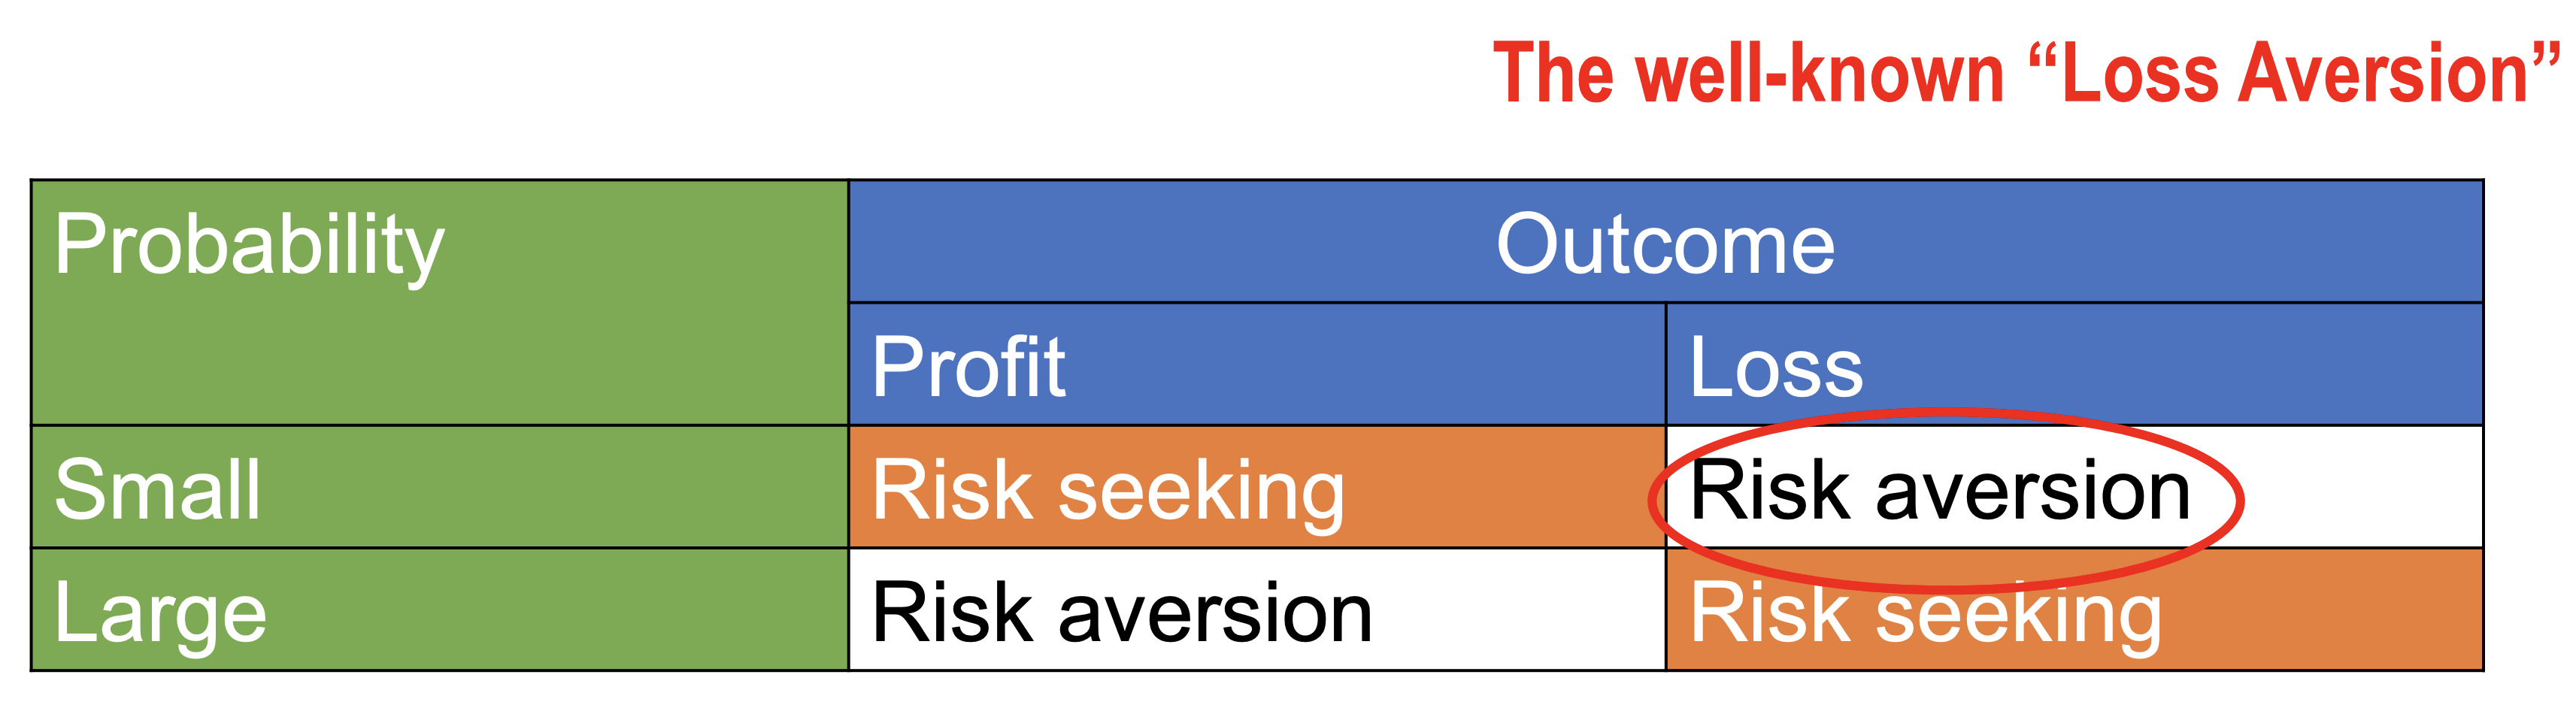 The well-known “Loss Aversion”
Probability
Outcome
Profit
Loss
Small
Risk seeking
Risk aversion
Large
Risk aversion
Risk seeking